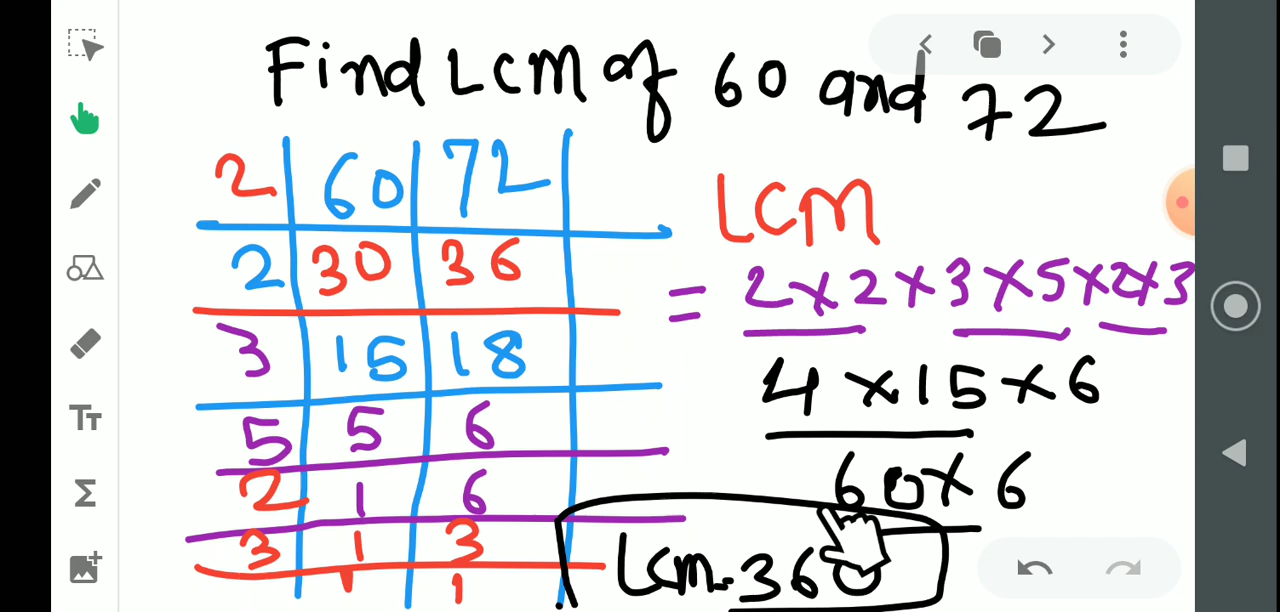 Find LCM of 60 and 72
2 60 72
2 30 36
3 15 18
5 5 6
2 1 6
3 1 3
1 1
LCM
= 2 × 2 × 3 × 5 × 2 × 3
4 × 15 × 6
60 × 6
Lcm - 360
Tт
Σ